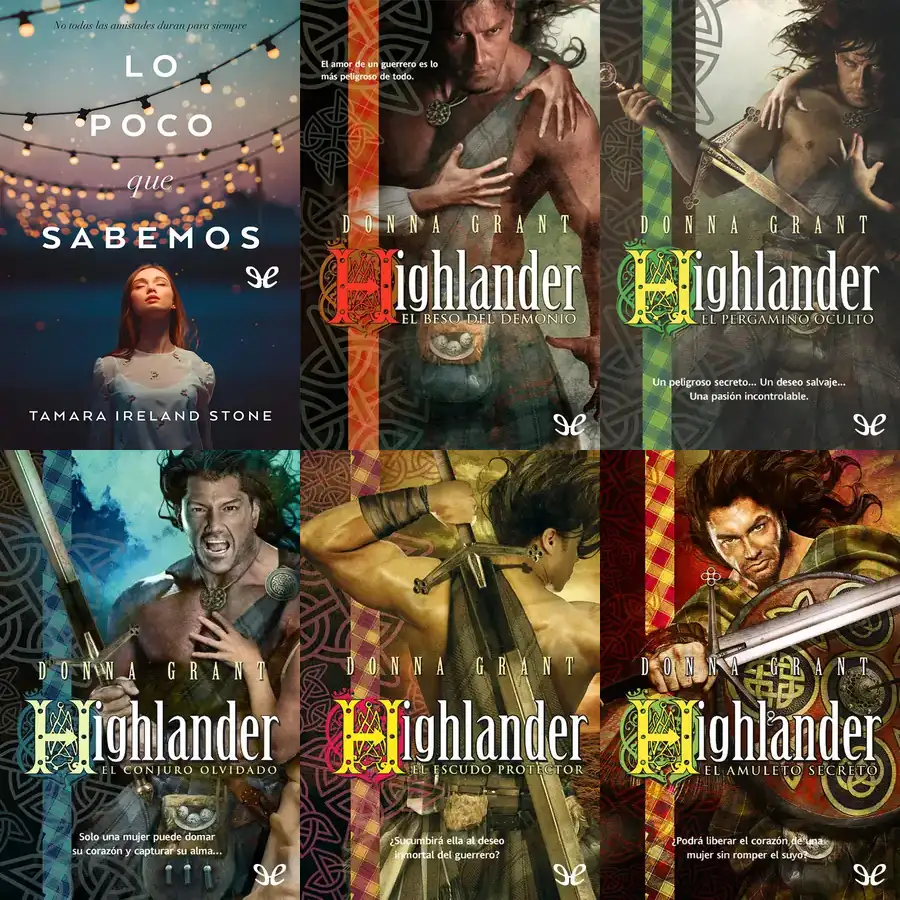 No todas las amistades duran para siempre
LO
POCO
que
SABEMOS
TAMARA IRELAND STONE
El amor de un guerrero es lo
más peligroso de todo.
DONNA GRANT
Highlander
EL BESO DEL DEMONIO
DONNA GRANT
Highlander
EL PERGAMINO OCULTO
Un peligroso secreto... Un deseo salvaje...
Una pasión incontrolable.
DONNA GRANT
Highlander
EL CONJURO OLVIDADO
Solo una mujer puede domar
su corazón y capturar su alma...
DONNA GRANT
Highlander
EL ESCUDO PROTECTOR
¿Sucumbirá ella al deseo
inmortal del guerrero?
DONNA GRANT
Highlander
EL AMULETO SECRETO
¿Podrá liberar el corazón de una
mujer sin romper el suyo?